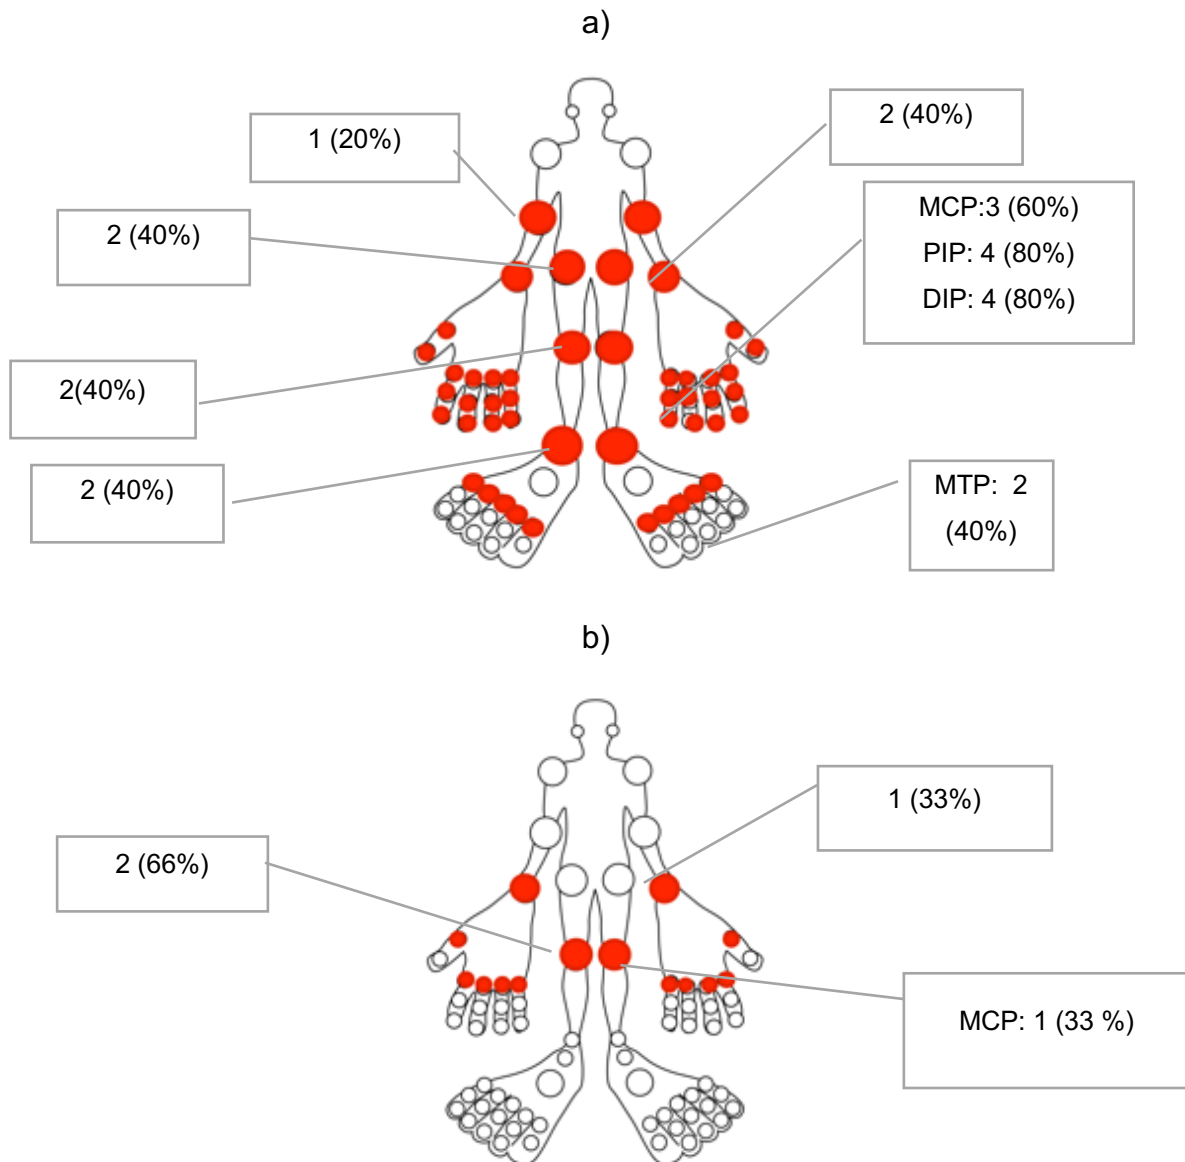 a)
1 (20%)
2 (40%)
2 (40%)
MCP:3 (60%)
PIP: 4 (80%)
DIP: 4 (80%)
2(40%)
2 (40%)
MTP: 2
(40%)
b)
1 (33%)
2 (66%)
MCP: 1 (33 %)